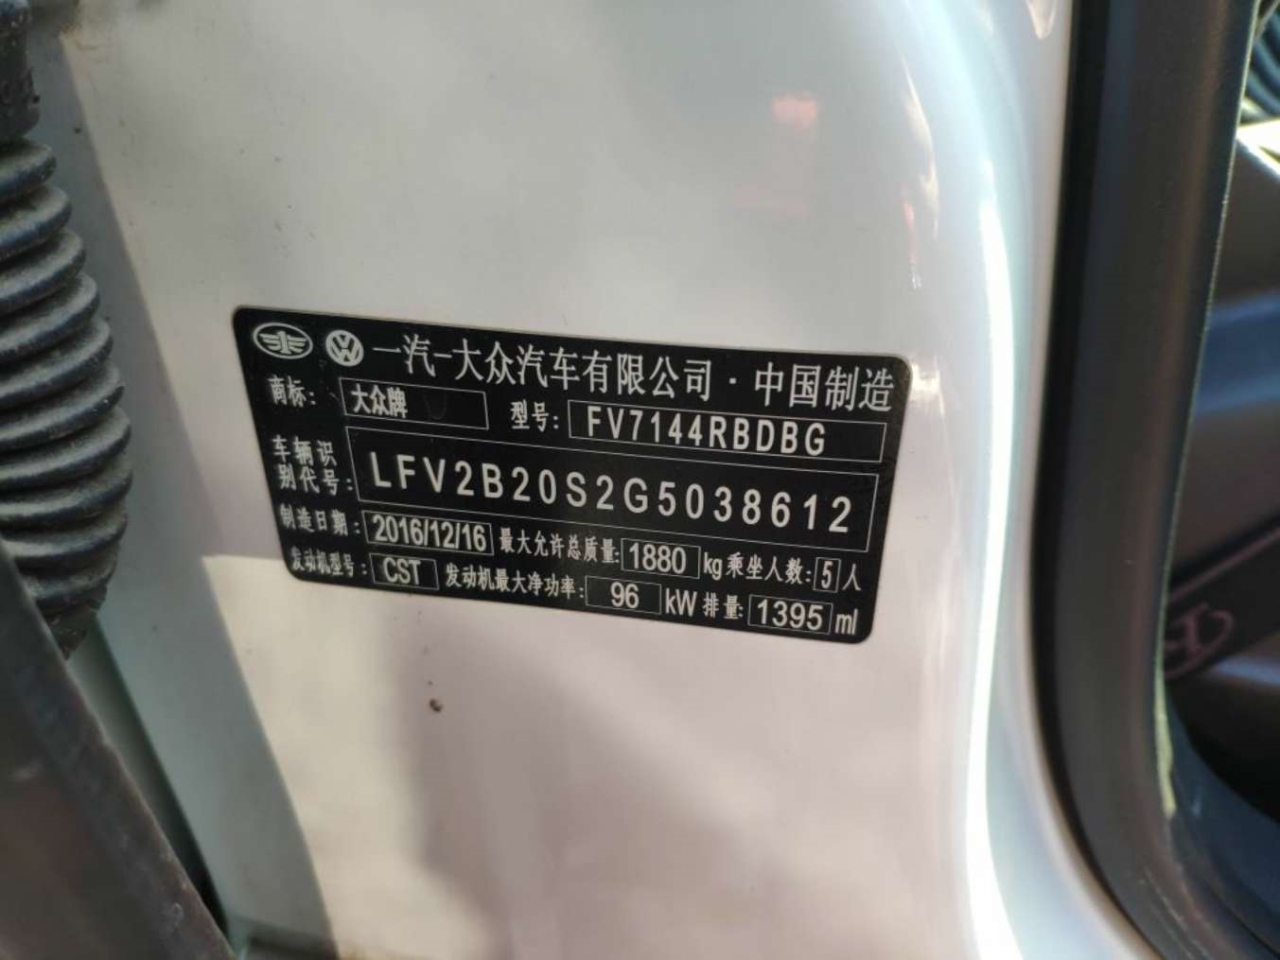 一汽-大众汽车有限公司·中国制造
商标: 大众牌 型号: FV7144RBDBG
车辆识别代号: LFV2B20S2G5038612
制造日期: 2016/12/16 最大允许总质量: 1880 kg 乘坐人数: 5 人
发动机型号: CST 发动机最大净功率: 96 kW 排量: 1395 ml